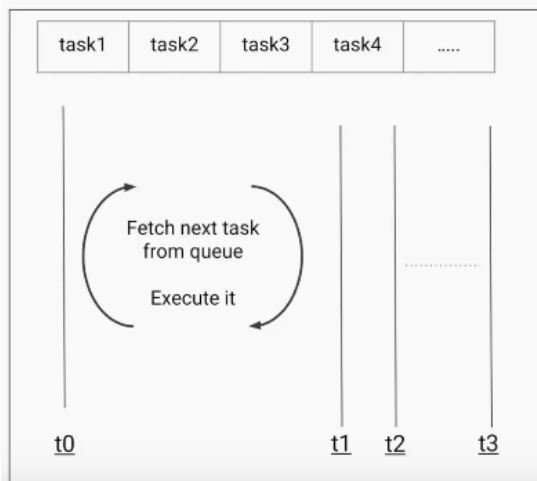 task1 task2 task3 task4 .....
Fetch next task
from queue
Execute it
t0 t1 t2 t3